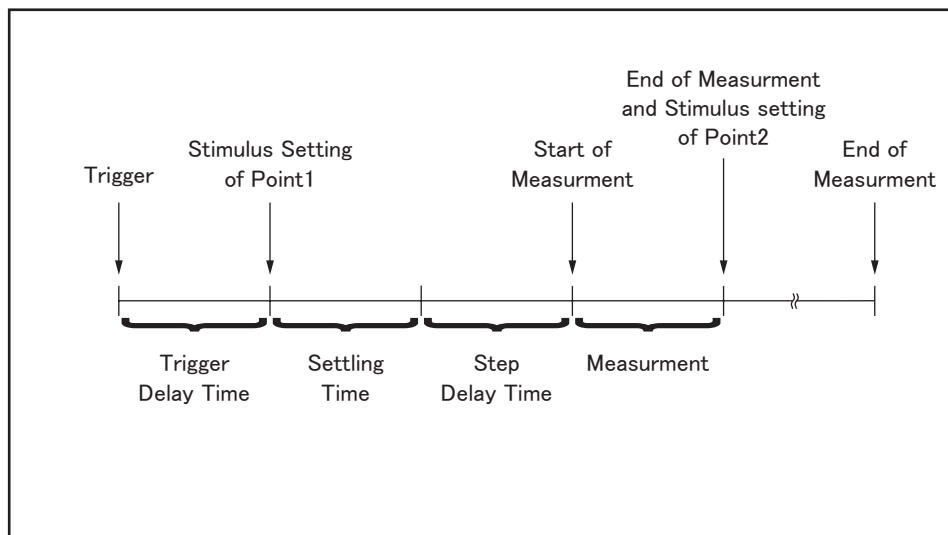 Trigger
Stimulus Setting
of Point1
Start of
Measurment
End of Measurment
and Stimulus setting
of Point2
End of
Measurment
Trigger
Delay Time
Settling
Time
Step
Delay Time
Measurment